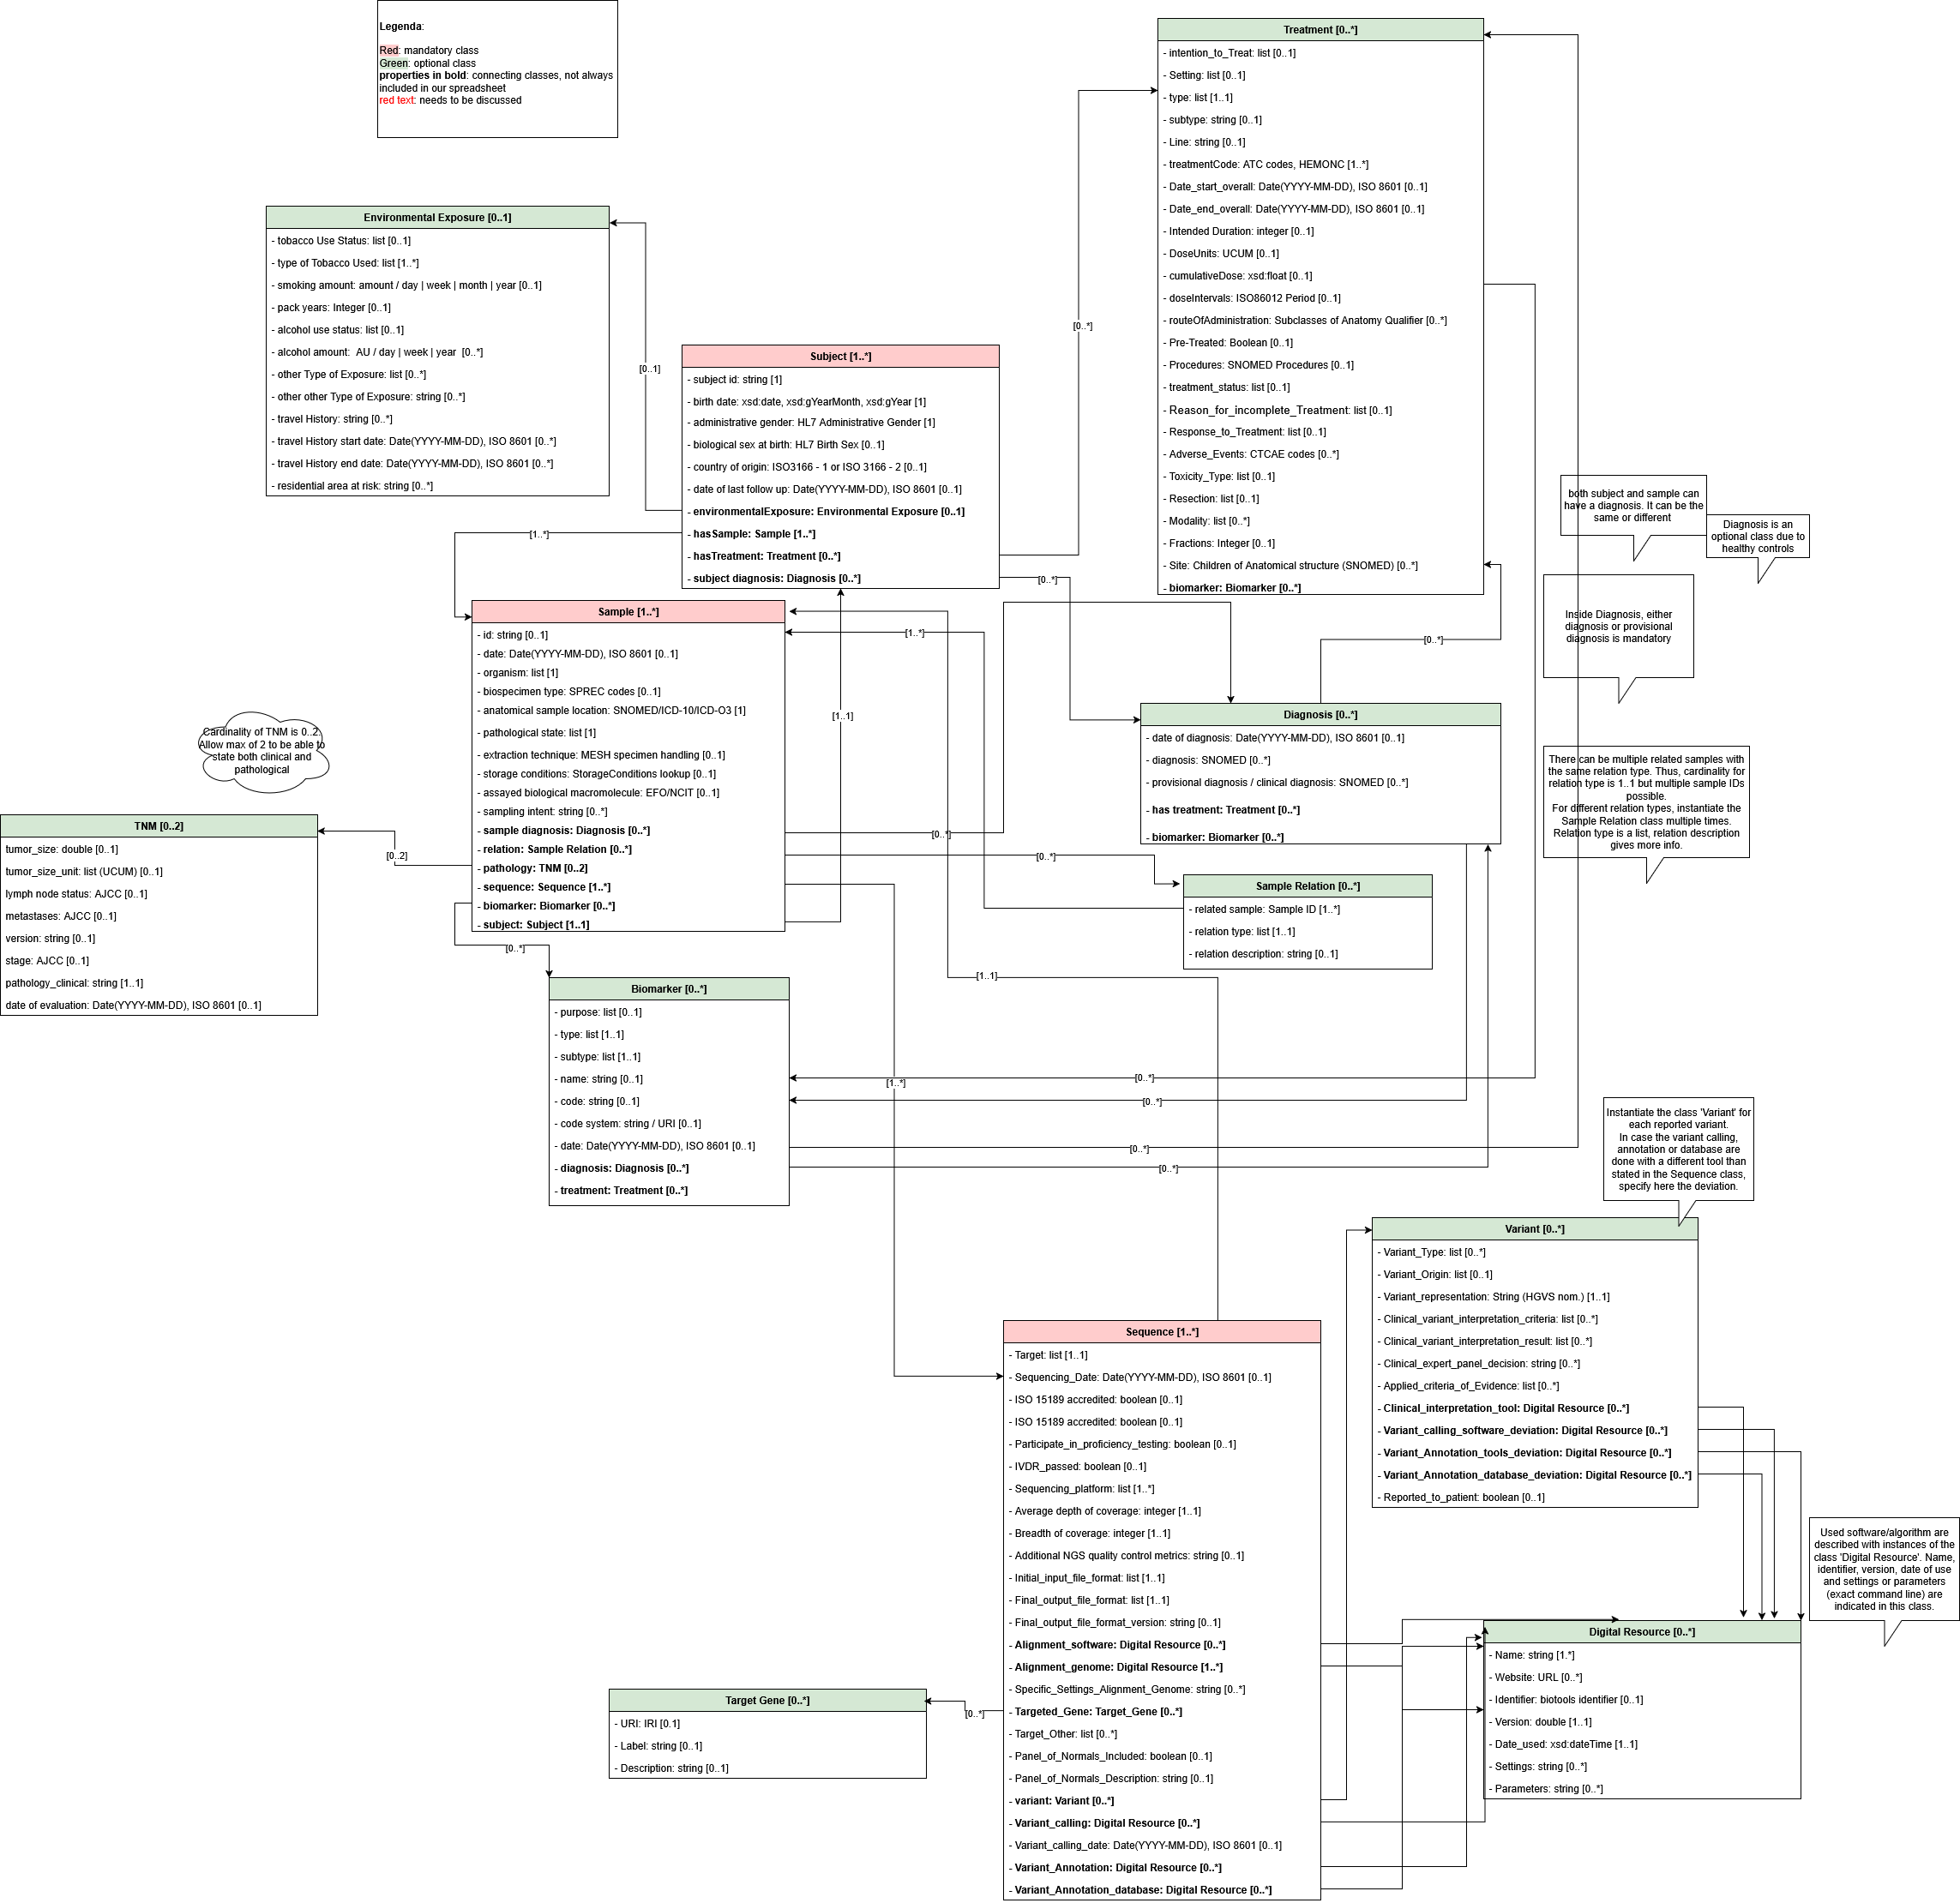 Legenda:
Red: mandatory class
Green: optional class
properties in bold: connecting classes, not always
included in our spreadsheet
red text: needs to be discussed
Treatment [0..*]
- intention_to_Treat: list [0..1]
- Setting: list [0..1]
- type: list [1..1]
- subtype: string [0..1]
- Line: string [0..1]
- treatmentCode: ATC codes, HEMONC [1..*]
- Date_start_overall: Date(YYYY-MM-DD), ISO 8601 [0..1]
- Date_end_overall: Date(YYYY-MM-DD), ISO 8601 [0..1]
- Intended Duration: integer [0..1]
- DoseUnits: UCUM [0..1]
- cumulativeDose: xsd:float [0..1]
- doseIntervals: ISO86012 Period [0..1]
- routeOfAdministration: Subclasses of Anatomy Qualifier [0..*]
- Pre-Treated: Boolean [0..1]
- Procedures: SNOMED Procedures [0..1]
- treatment_status: list [0..1]
- Reason_for_incomplete_Treatment: list [0..1]
- Response_to_Treatment: list [0..1]
- Adverse_Events: CTCAE codes [0..*]
- Toxicity_Type: list [0..1]
- Resection: list [0..1]
- Modality: list [0..*]
- Fractions: Integer [0..1]
- Site: Children of Anatomical structure (SNOMED) [0..*]
- biomarker: Biomarker [0..*]
Environmental Exposure [0..1]
- tobacco Use Status: list [0..1]
- type of Tobacco Used: list [1..*]
- smoking amount: amount / day | week | month | year [0..1]
- pack years: Integer [0..1]
- alcohol use status: list [0..1]
- alcohol amount:  AU / day | week | year  [0..*]
- other Type of Exposure: list [0..*]
- other other Type of Exposure: string [0..*]
- travel History: string [0..*]
- travel History start date: Date(YYYY-MM-DD), ISO 8601 [0..*]
- travel History end date: Date(YYYY-MM-DD), ISO 8601 [0..*]
- residential area at risk: string [0..*]
[0..1]
[0..*]
Subject [1..*]
- subject id: string [1]
- birth date: xsd:date, xsd:gYearMonth, xsd:gYear [1]
- administrative gender: HL7 Administrative Gender [1]
- biological sex at birth: HL7 Birth Sex [0..1]
- country of origin: ISO3166 - 1 or ISO 3166 - 2 [0..1]
- date of last follow up: Date(YYYY-MM-DD), ISO 8601 [0..1]
- environmentalExposure: Environmental Exposure [0..1]
- hasSample: Sample [1..*]
- hasTreatment: Treatment [0..*]
- subject diagnosis: Diagnosis [0..*]
[1..*]
[0..*]
both subject and sample can
have a diagnosis. It can be the
same or different
Diagnosis is an
optional class due to
healthy controls
Inside Diagnosis, either
diagnosis or provisional
diagnosis is mandatory
Sample [1..*]
- id: string [0..1]
- date: Date(YYYY-MM-DD), ISO 8601 [0..1]
- organism: list [1]
- biospecimen type: SPREC codes [0..1]
- anatomical sample location: SNOMED/ICD-10/ICD-O3 [1]
- pathological state: list [1]
- extraction technique: MESH specimen handling [0..1]
- storage conditions: StorageConditions lookup [0..1]
- assayed biological macromolecule: EFO/NCIT [0..1]
- sampling intent: string [0..*]
- sample diagnosis: Diagnosis [0..*]
- relation: Sample Relation [0..*]
- pathology: TNM [0..2]
- sequence: Sequence [1..*]
- biomarker: Biomarker [0..*]
- subject: Subject [1..1]
[1..*]
[0..*]
[1..1]
Diagnosis [0..*]
- date of diagnosis: Date(YYYY-MM-DD), ISO 8601 [0..1]
- diagnosis: SNOMED [0..*]
- provisional diagnosis / clinical diagnosis: SNOMED [0..*]
- has treatment: Treatment [0..*]
- biomarker: Biomarker [0..*]
Cardinality of TNM is 0..2.
Allow max of 2 to be able to
state both clinical and
pathological
There can be multiple related samples with
the same relation type. Thus, cardinality for
relation type is 1..1 but multiple sample IDs
possible.
For different relation types, instantiate the
Sample Relation class multiple times.
Relation type is a list, relation description
gives more info.
TNM [0..2]
tumor_size: double [0..1]
tumor_size_unit: list (UCUM) [0..1]
lymph node status: AJCC [0..1]
metastases: AJCC [0..1]
version: string [0..1]
stage: AJCC [0..1]
pathology_clinical: string [1..1]
date of evaluation: Date(YYYY-MM-DD), ISO 8601 [0..1]
[0..2]
[0..*]
[0..*]
Sample Relation [0..*]
- related sample: Sample ID [1..*]
- relation type: list [1..1]
- relation description: string [0..1]
[0..*]
[1..1]
Biomarker [0..*]
- purpose: list [0..1]
- type: list [1..1]
- subtype: list [1..1]
- name: string [0..1]
- code: string [0..1]
- code system: string / URI [0..1]
- date: Date(YYYY-MM-DD), ISO 8601 [0..1]
- diagnosis: Diagnosis [0..*]
- treatment: Treatment [0..*]
[1..*]
[0..*]
[0..*]
[0..*]
[0..*]
Instantiate the class 'Variant' for
each reported variant.
In case the variant calling,
annotation or database are
done with a different tool than
stated in the Sequence class,
specify here the deviation.
Variant [0..*]
- Variant_Type: list [0..*]
- Variant_Origin: list [0..1]
- Variant_representation: String (HGVS nom.) [1..1]
- Clinical_variant_interpretation_criteria: list [0..*]
- Clinical_variant_interpretation_result: list [0..*]
- Clinical_expert_panel_decision: string [0..*]
- Applied_criteria_of_Evidence: list [0..*]
- Clinical_interpretation_tool: Digital Resource [0..*]
- Variant_calling_software_deviation: Digital Resource [0..*]
- Variant_Annotation_tools_deviation: Digital Resource [0..*]
- Variant_Annotation_database_deviation: Digital Resource [0..*]
- Reported_to_patient: boolean [0..1]
Sequence [1..*]
- Target: list [1..1]
- Sequencing_Date: Date(YYYY-MM-DD), ISO 8601 [0..1]
- ISO 15189 accredited: boolean [0..1]
- ISO 15189 accredited: boolean [0..1]
- Participate_in_proficiency_testing: boolean [0..1]
- IVDR_passed: boolean [0..1]
- Sequencing_platform: list [1..*]
- Average depth of coverage: integer [1..1]
- Breadth of coverage: integer [1..1]
- Additional NGS quality control metrics: string [0..1]
- Initial_input_file_format: list [1..1]
- Final_output_file_format: list [1..1]
- Final_output_file_format_version: string [0..1]
- Alignment_software: Digital Resource [0..*]
- Alignment_genome: Digital Resource [1..*]
- Specific_Settings_Alignment_Genome: string [0..*]
- Targeted_Gene: Target_Gene [0..*]
- Target_Other: list [0..*]
- Panel_of_Normals_Included: boolean [0..1]
- Panel_of_Normals_Description: string [0..1]
- variant: Variant [0..*]
- Variant_calling: Digital Resource [0..*]
- Variant_calling_date: Date(YYYY-MM-DD), ISO 8601 [0..1]
- Variant_Annotation: Digital Resource [0..*]
- Variant_Annotation_database: Digital Resource [0..*]
Used software/algorithm are
described with instances of the
class 'Digital Resource'. Name,
identifier, version, date of use
and settings or parameters
(exact command line) are
indicated in this class.
Digital Resource [0..*]
- Name: string [1.*]
- Website: URL [0..*]
- Identifier: biotools identifier [0..1]
- Version: double [1..1]
- Date_used: xsd:dateTime [1..1]
- Settings: string [0..*]
- Parameters: string [0..*]
Target Gene [0..*]
- URI: IRI [0.1]
- Label: string [0..1]
- Description: string [0..1]
[0..*]